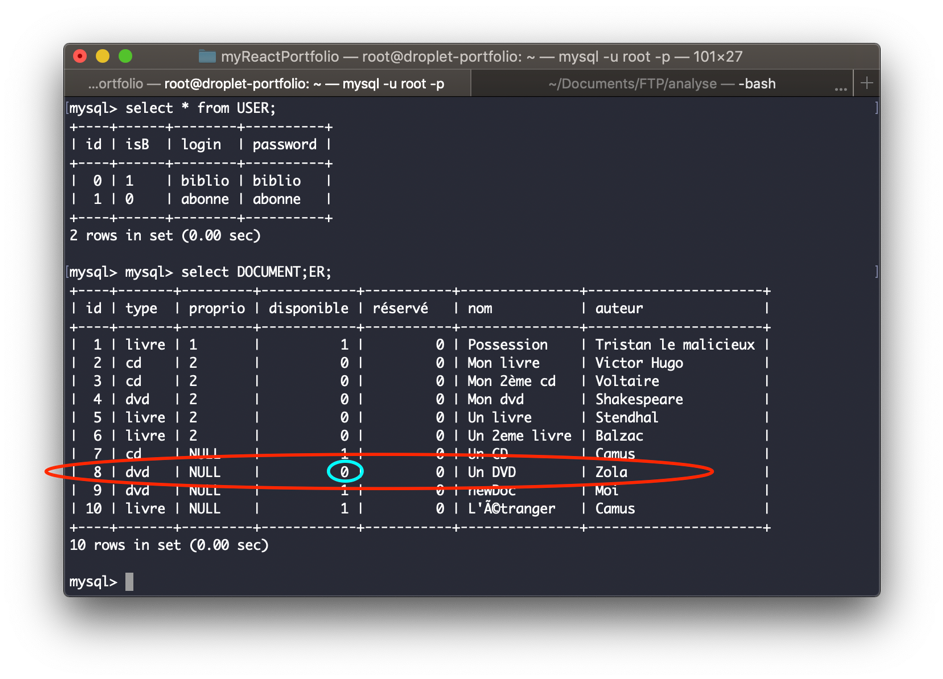 myReactPortfolio — root@droplet-portfolio: ~ — mysql -u root -p — 101×27
...ortfolio — root@droplet-portfolio: ~ — mysql -u root -p ~/Documents/FTP/analyse — -bash ... +
[mysql> select * from USER; ]
+----+------+--------+----------+
| id | isB  | login  | password |
+----+------+--------+----------+
|  0 | 1    | biblio | biblio   |
|  1 | 0    | abonne | abonne   |
+----+------+--------+----------+
2 rows in set (0.00 sec)
[mysql> mysql> select DOCUMENT;ER; ]
+----+-------+---------+------------+-----------+---------------+----------------------+
| id | type  | proprio | disponible | réservé   | nom           | auteur               |
+----+-------+---------+------------+-----------+---------------+----------------------+
|  1 | livre | 1       |          1 |         0 | Possession    | Tristan le malicieux |
|  2 | cd    | 2       |          0 |         0 | Mon livre     | Victor Hugo          |
|  3 | cd    | 2       |          0 |         0 | Mon 2ème cd   | Voltaire             |
|  4 | dvd   | 2       |          0 |         0 | Mon dvd       | Shakespeare          |
|  5 | livre | 2       |          0 |         0 | Un livre      | Stendhal             |
|  6 | livre | 2       |          0 |         0 | Un 2eme livre | Balzac               |
|  7 | cd    | NULL    |          1 |         0 | Un CD         | Camus                |
|  8 | dvd   | NULL    |          0 |         0 | Un DVD        | Zola                 |
|  9 | dvd   | NULL    |          1 |         0 | newDoc        | Moi                  |
| 10 | livre | NULL    |          1 |         0 | L'Ã©tranger   | Camus                |
+----+-------+---------+------------+-----------+---------------+----------------------+
10 rows in set (0.00 sec)
mysql>